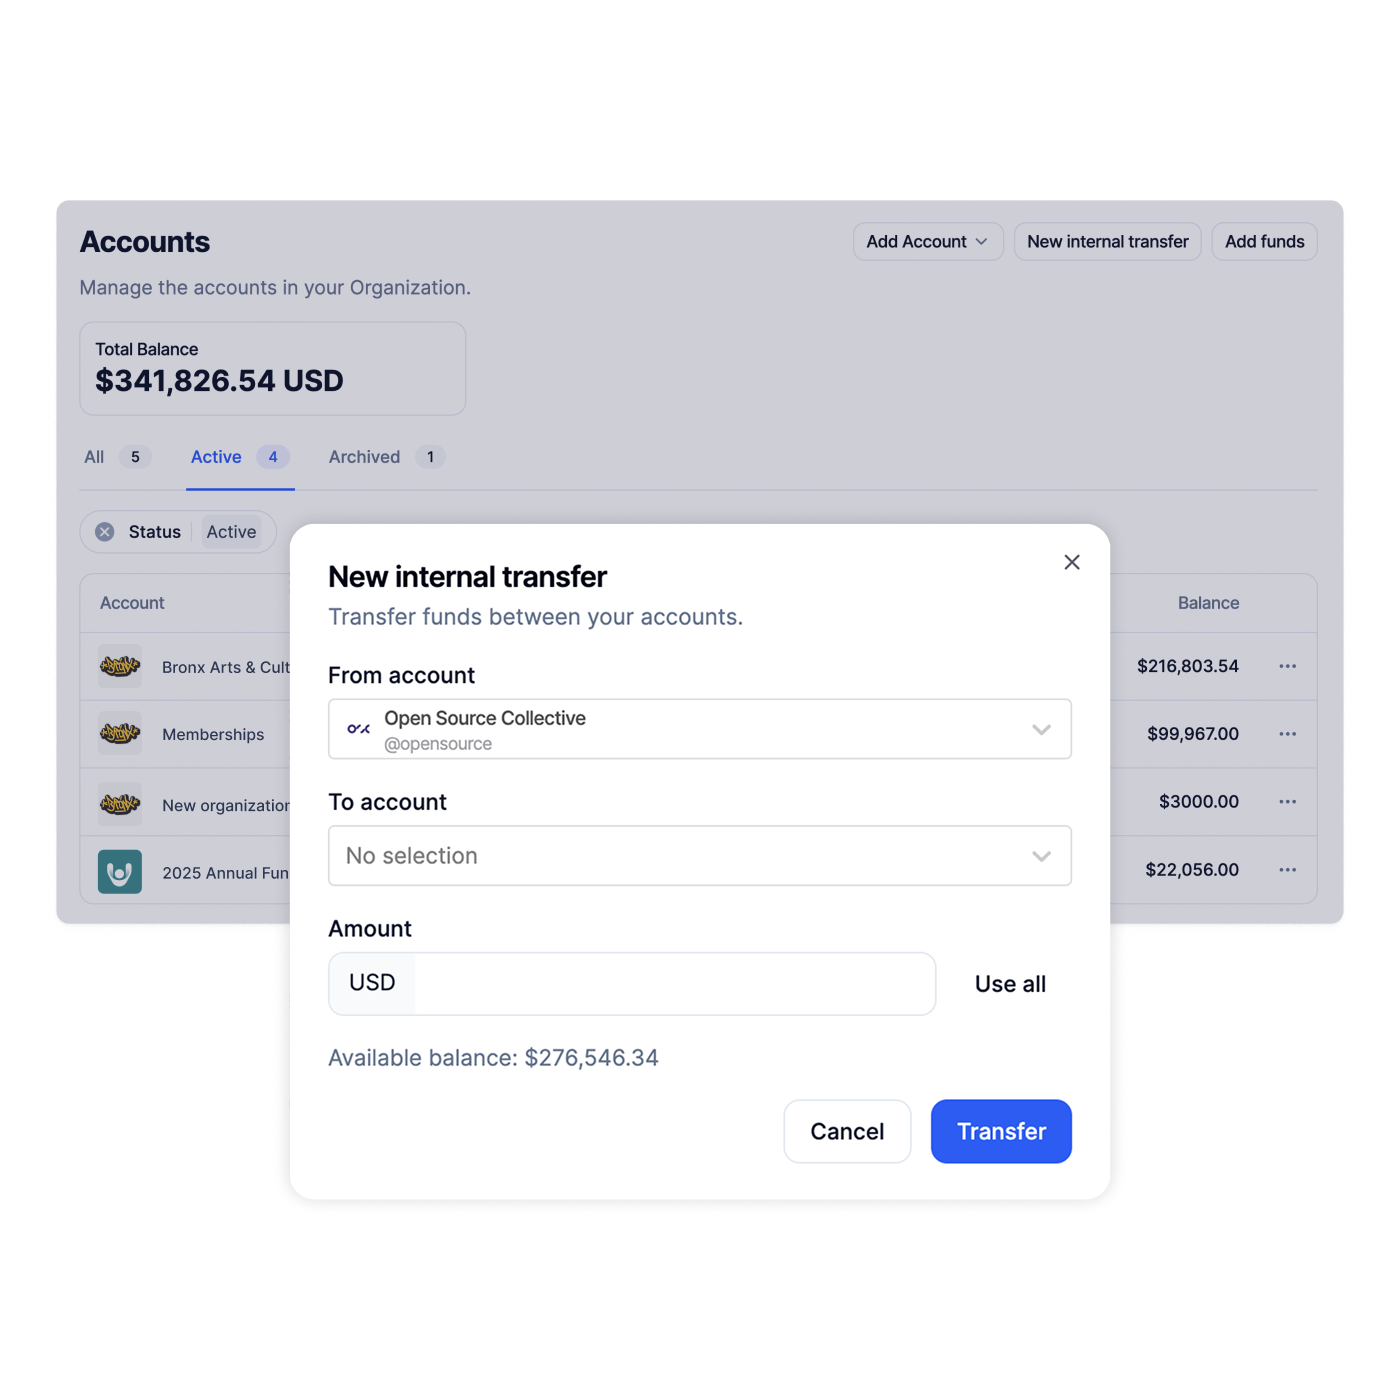 Accounts
Add Account
New internal transfer
Add funds
Manage the accounts in your Organization.
Total Balance
$341,826.54 USD
All 5
Active 4
Archived 1
Status Active
Account
Balance
Bronx Arts & Cult
$216,803.54
Memberships
$99,967.00
New organization
$3000.00
2025 Annual Fun
$22,056.00
New internal transfer
Transfer funds between your accounts.
From account
Open Source Collective
@opensource
To account
No selection
Amount
USD
Use all
Available balance: $276,546.34
Cancel
Transfer